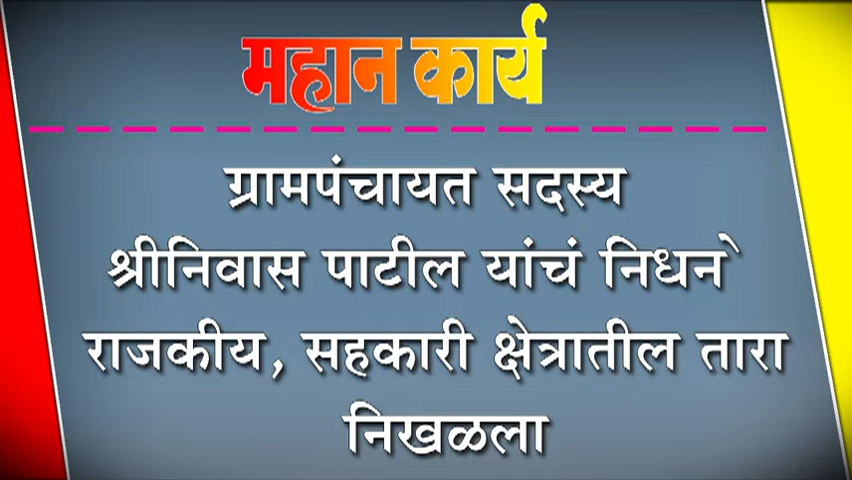 महान कार्य
ग्रामपंचायत सदस्य
श्रीनिवास पाटील यांचं निधनं े
राजकीय, सहकारी क्षेत्रातील तारा
निखळला